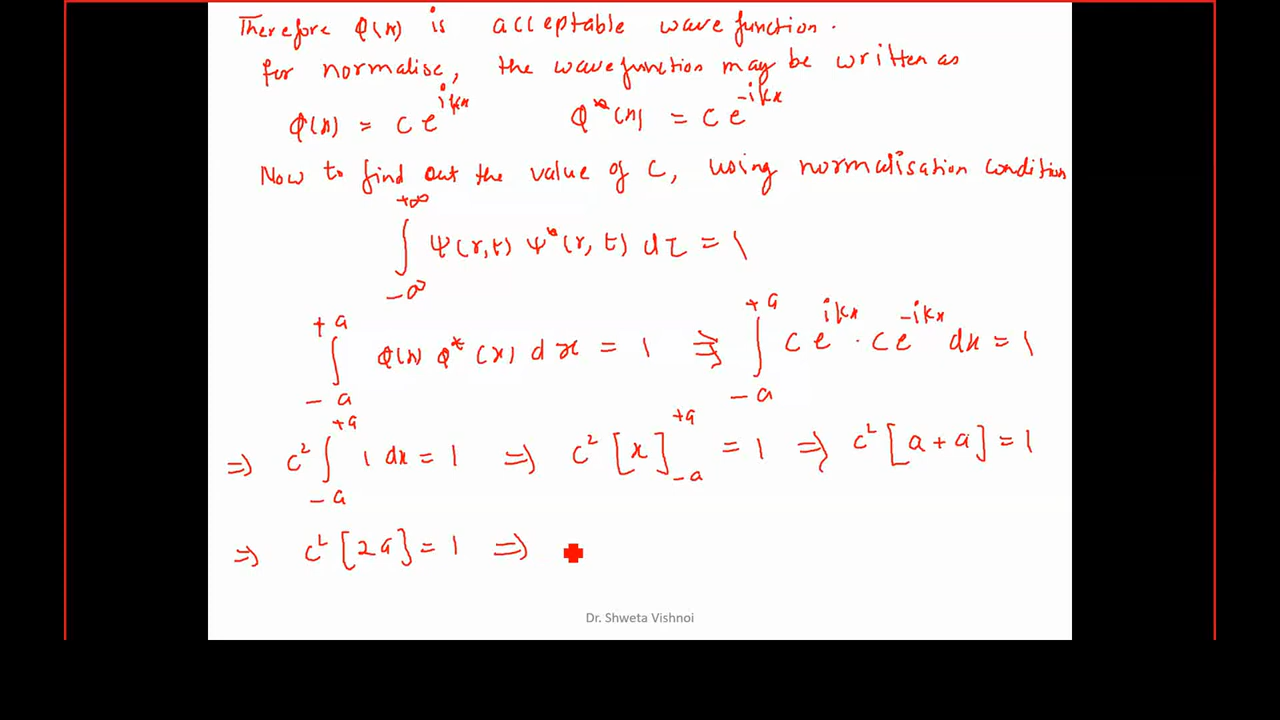 Therefore φ(x) is acceptable wave function.
for normalise, the wavefunction may be written as
φ(x) = c e^{ikx} φ*(x) = c e^{-ikx}
Now to find out the value of c, using normalisation condition
∫_{-∞}^{+∞} ψ(r,t) ψ*(r,t) dτ = 1
∫_{-a}^{+a} φ(x) φ*(x) dx = 1 ⇒ ∫_{-a}^{+a} c e^{ikx} · c e^{-ikx} dx = 1
⇒ c² ∫_{-a}^{+a} 1 dx = 1 ⇒ c² [x]_{-a}^{+a} = 1 ⇒ c² [a + a] = 1
⇒ c² [2a] = 1 ⇒
Dr. Shweta Vishnoi